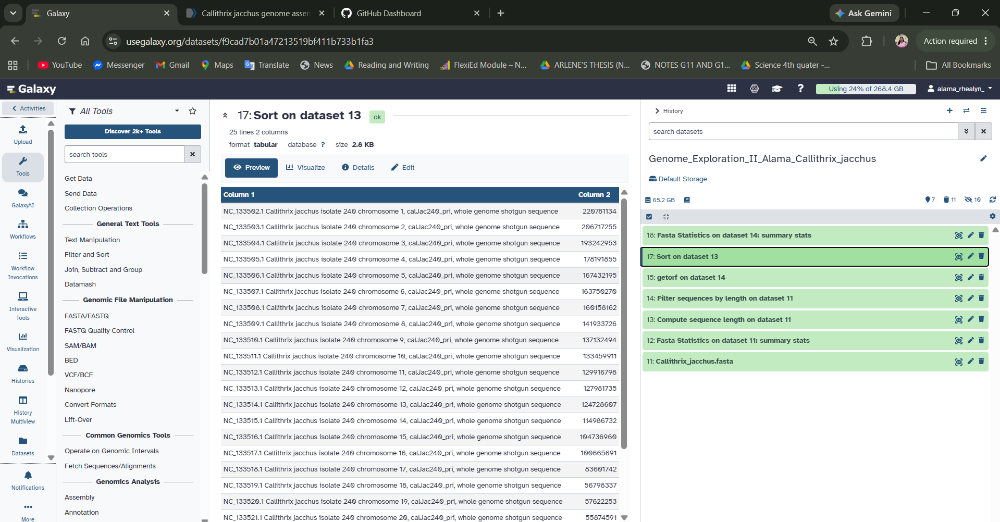 Galaxy
Callithrix jacchus genome assen
GitHub Dashboard
Ask Gemini
usegalaxy.org/datasets/f9cad7b01a47213519bf411b733b1fa3
Action required
YouTube
Messenger
Gmail
Maps
Translate
News
Reading and Writing
FlexiEd Module – N...
ARLENE'S THESIS (N...
NOTES G11 AND G1...
Science 4th quater -...
All Bookmarks
Galaxy
Using 24% of 268.4 GB
alama_rhealyn_
Activities
Upload
Tools
GalaxyAI
Workflows
Workflow
Invocations
Interactive
Tools
Visualization
Histories
History
Multiview
Datasets
Notifications
More
All Tools
Discover 2k+ Tools
search tools
Get Data
Send Data
Collection Operations
General Text Tools
Text Manipulation
Filter and Sort
Join, Subtract and Group
Datamash
Genomic File Manipulation
FASTA/FASTQ
FASTQ Quality Control
SAM/BAM
BED
VCF/BCF
Nanopore
Convert Formats
Lift-Over
Common Genomics Tools
Operate on Genomic Intervals
Fetch Sequences/Alignments
Genomics Analysis
Assembly
Annotation
17: Sort on dataset 13 ok
25 lines 2 columns
format tabular database ? size 2.8 KB
Preview Visualize Details Edit
Column 1 Column 2
NC_133502.1 Callithrix jacchus isolate 240 chromosome 1, calJac240_pri, whole genome shotgun sequence 220781134
NC_133503.1 Callithrix jacchus isolate 240 chromosome 2, calJac240_pri, whole genome shotgun sequence 206717255
NC_133504.1 Callithrix jacchus isolate 240 chromosome 3, calJac240_pri, whole genome shotgun sequence 193242953
NC_133505.1 Callithrix jacchus isolate 240 chromosome 4, calJac240_pri, whole genome shotgun sequence 178191855
NC_133506.1 Callithrix jacchus isolate 240 chromosome 5, calJac240_pri, whole genome shotgun sequence 167432195
NC_133507.1 Callithrix jacchus isolate 240 chromosome 6, calJac240_pri, whole genome shotgun sequence 163750270
NC_133508.1 Callithrix jacchus isolate 240 chromosome 7, calJac240_pri, whole genome shotgun sequence 160158162
NC_133509.1 Callithrix jacchus isolate 240 chromosome 8, calJac240_pri, whole genome shotgun sequence 141933726
NC_133510.1 Callithrix jacchus isolate 240 chromosome 9, calJac240_pri, whole genome shotgun sequence 137132494
NC_133511.1 Callithrix jacchus isolate 240 chromosome 10, calJac240_pri, whole genome shotgun sequence 133459911
NC_133512.1 Callithrix jacchus isolate 240 chromosome 11, calJac240_pri, whole genome shotgun sequence 129916798
NC_133513.1 Callithrix jacchus isolate 240 chromosome 12, calJac240_pri, whole genome shotgun sequence 127981735
NC_133514.1 Callithrix jacchus isolate 240 chromosome 13, calJac240_pri, whole genome shotgun sequence 124728607
NC_133515.1 Callithrix jacchus isolate 240 chromosome 14, calJac240_pri, whole genome shotgun sequence 114986732
NC_133516.1 Callithrix jacchus isolate 240 chromosome 15, calJac240_pri, whole genome shotgun sequence 104736960
NC_133517.1 Callithrix jacchus isolate 240 chromosome 16, calJac240_pri, whole genome shotgun sequence 100665691
NC_133518.1 Callithrix jacchus isolate 240 chromosome 17, calJac240_pri, whole genome shotgun sequence 83601742
NC_133519.1 Callithrix jacchus isolate 240 chromosome 18, calJac240_pri, whole genome shotgun sequence 56798337
NC_133520.1 Callithrix jacchus isolate 240 chromosome 19, calJac240_pri, whole genome shotgun sequence 57622253
NC_133521.1 Callithrix jacchus isolate 240 chromosome 20, calJac240_pri, whole genome shotgun sequence 55874591
History
search datasets
Genome_Exploration_II_Alama_Callithrix_jacchus
Default Storage
65.2 GB
7 11 10
18: Fasta Statistics on dataset 14: summary stats
17: Sort on dataset 13
15: getorf on dataset 14
14: Filter sequences by length on dataset 11
13: Compute sequence length on dataset 11
12: Fasta Statistics on dataset 11: summary stats
11: Callithrix_jacchus.fasta